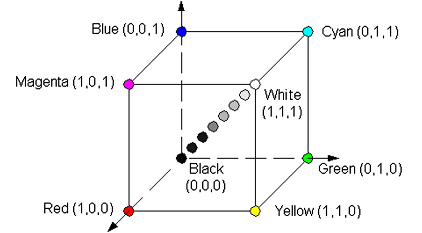 Blue (0,0,1)
Cyan (0,1,1)
Magenta (1,0,1)
White
(1,1,1)
Black
(0,0,0)
Green (0,1,0)
Red (1,0,0)
Yellow (1,1,0)